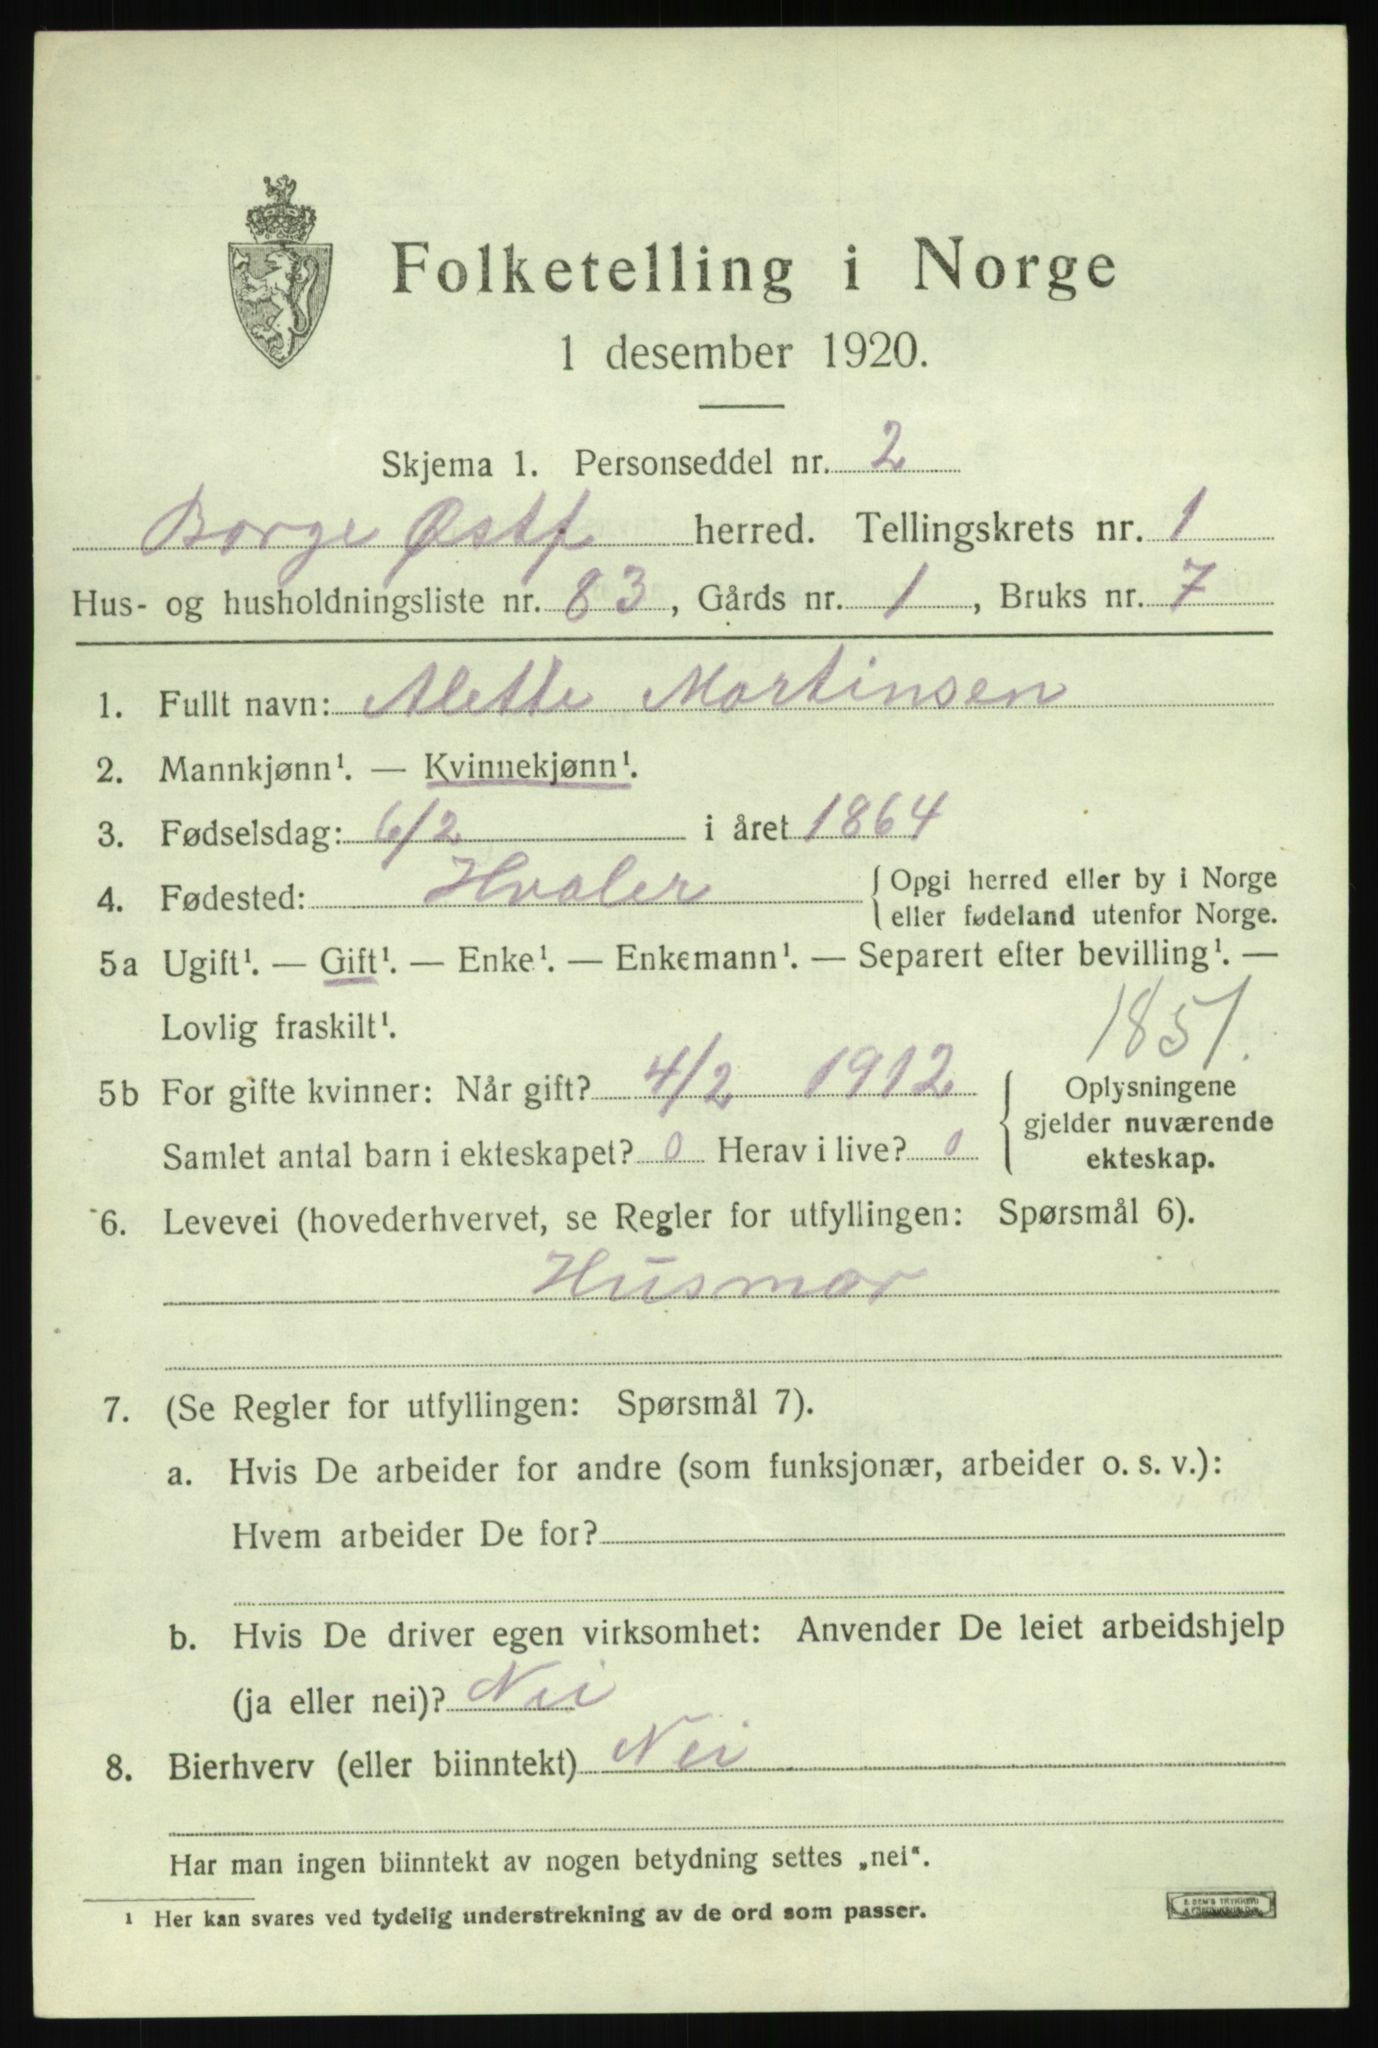 Folketelling i Norge
1 desember 1920.
Skjema 1. Personseddel nr. 2
Borge Østf herred. Tellingskrets nr. 1
Hus- og husholdningsliste nr. 83, Gårds nr. 1, Bruks nr. 7
1. Fullt navn: Alette Martinsen
2. Mannkjønn¹. — Kvinnekjønn¹.
3. Fødselsdag: 6/2 i året 1864
4. Fødested: Hvaler { Opgi herred eller by i Norge
eller fødeland utenfor Norge.
5a Ugift¹. — Gift¹. — Enke¹. — Enkemann¹. — Separert efter bevilling¹. —
Lovlig fraskilt¹.
1851.
5b For gifte kvinner: Når gift? 4/2 1912 { Oplysningene
gjelder nuværende
Samlet antal barn i ekteskapet? 0 Herav i live? 0
ekteskap.
6. Levevei (hovederhvervet, se Regler for utfyllingen: Spørsmål 6).
Husmor
7. (Se Regler for utfyllingen: Spørsmål 7).
a. Hvis De arbeider for andre (som funksjonær, arbeider o. s. v.):
Hvem arbeider De for?
b. Hvis De driver egen virksomhet: Anvender De leiet arbeidshjelp
(ja eller nei)? Nei
8. Bierhverv (eller biinntekt) Nei
Har man ingen biinntekt av nogen betydning settes „nei“.
¹ Her kan svares ved tydelig understrekning av de ord som passer.